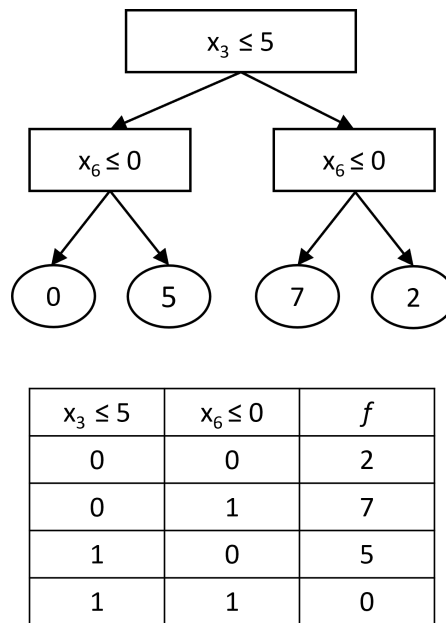 x₃ ≤ 5
x₆ ≤ 0 x₆ ≤ 0
0 5 7 2
x₃ ≤ 5 x₆ ≤ 0 f
0 0 2
0 1 7
1 0 5
1 1 0